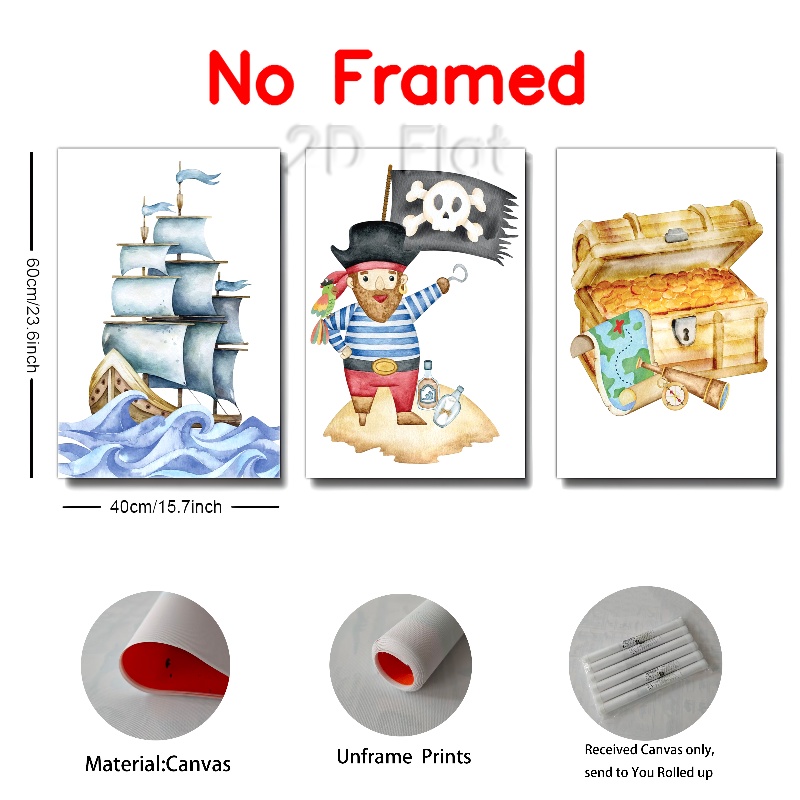 No Framed
2D Flat
60cm/23.6inch
40cm/15.7inch
Material:Canvas
Unframe Prints
Received Canvas only,
send to You Rolled up